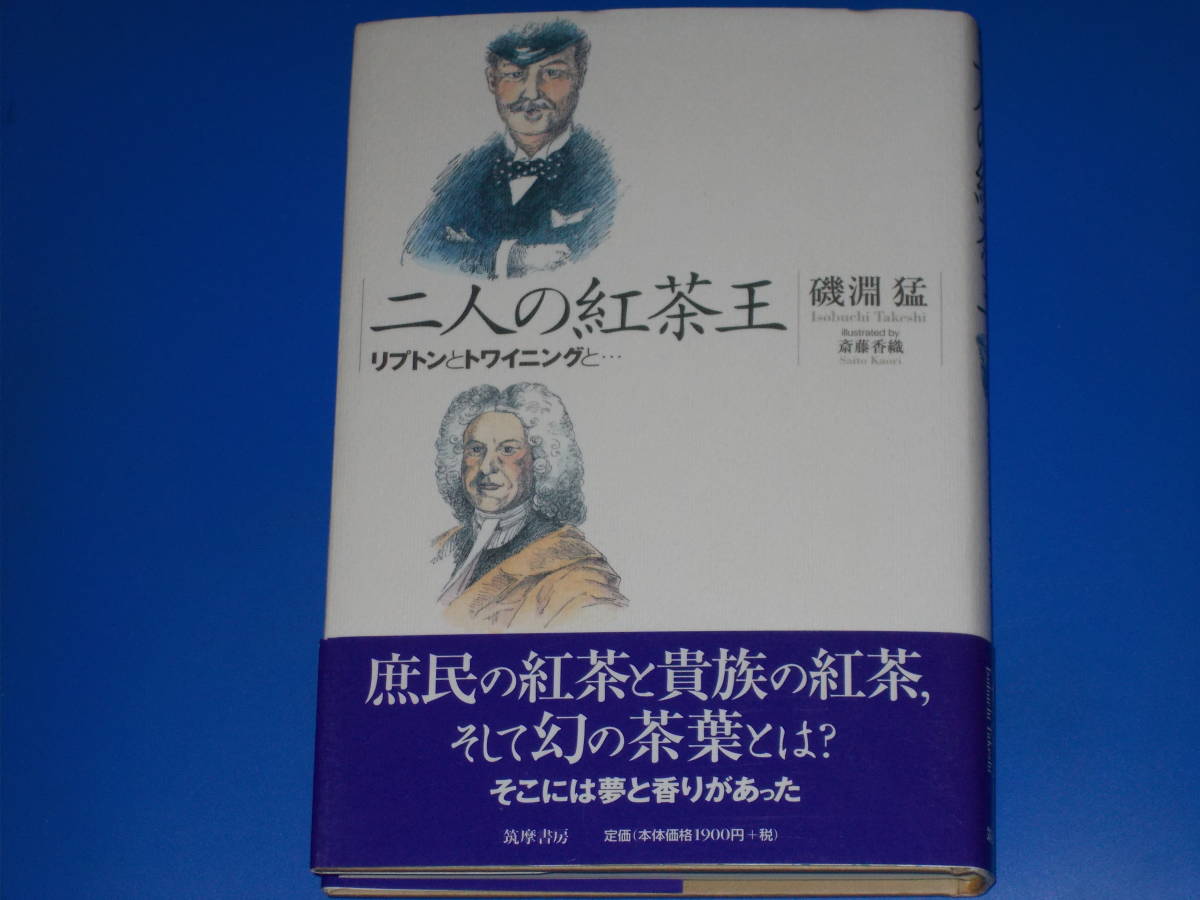 二人の紅茶王
リプトンとトワイニングと…
磯淵 猛
Isobuchi Takeshi
illustrated by
斎藤香織
Saito Kaori
庶民の紅茶と貴族の紅茶,
そして幻の茶葉とは?
そこには夢と香りがあった
筑摩書房 定価(本体価格1900円+税)
Isobuchi Takeshi